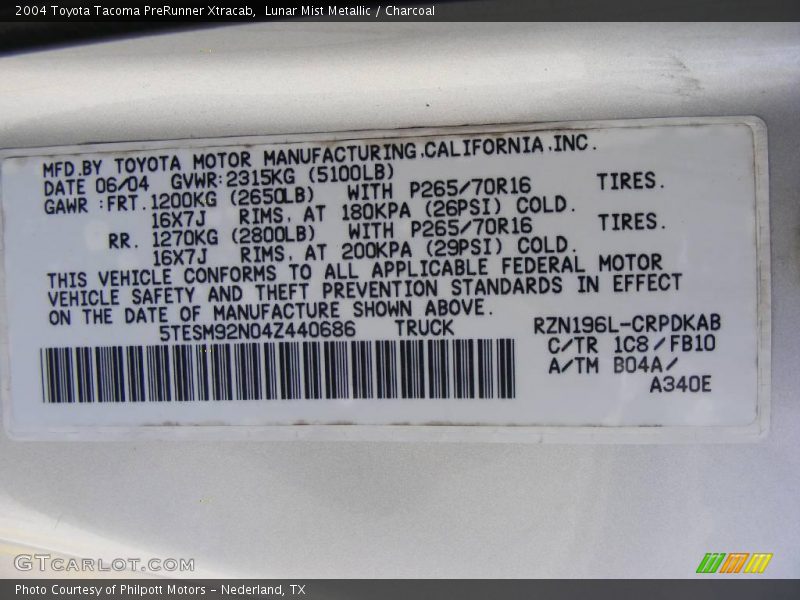 2004 Toyota Tacoma PreRunner Xtracab,  Lunar Mist Metallic / Charcoal
MFD.BY TOYOTA MOTOR MANUFACTURING.CALIFORNIA.INC.
DATE 06/04  GVWR:2315KG (5100LB)
GAWR :FRT.1200KG (2650LB)  WITH P265/70R16  TIRES.
16X7J  RIMS, AT 180KPA (26PSI) COLD.
RR. 1270KG (2800LB)  WITH P265/70R16  TIRES.
16X7J  RIMS, AT 200KPA (29PSI) COLD.
THIS VEHICLE CONFORMS TO ALL APPLICABLE FEDERAL MOTOR
VEHICLE SAFETY AND THEFT PREVENTION STANDARDS IN EFFECT
ON THE DATE OF MANUFACTURE SHOWN ABOVE.
5TESM92N04Z440686  TRUCK  RZN196L-CRPDKAB
C/TR 1C8/FB10
A/TM B04A/
A340E
GTCARLOT.COM
Photo Courtesy of Philpott Motors - Nederland, TX